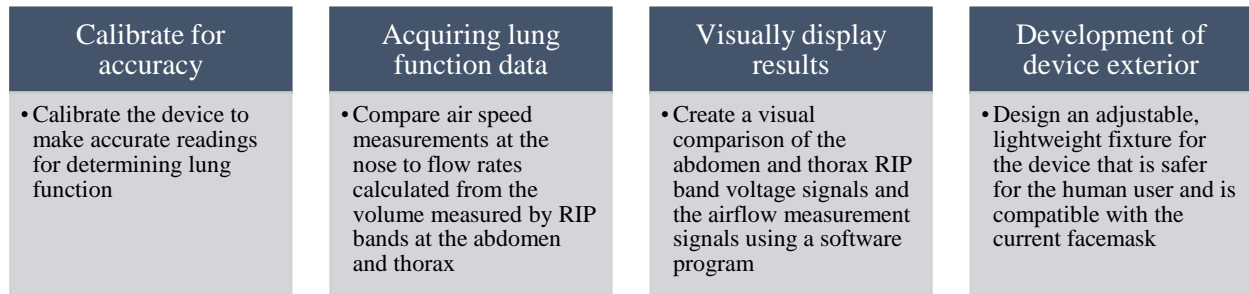 Calibrate for
accuracy
• Calibrate the device to
make accurate readings
for determining lung
function
Acquiring lung
function data
• Compare air speed
measurements at the
nose to flow rates
calculated from the
volume measured by RIP
bands at the abdomen
and thorax
Visually display
results
• Create a visual
comparison of the
abdomen and thorax RIP
band voltage signals and
the airflow measurement
signals using a software
program
Development of
device exterior
• Design an adjustable,
lightweight fixture for
the device that is safer
for the human user and is
compatible with the
current facemask